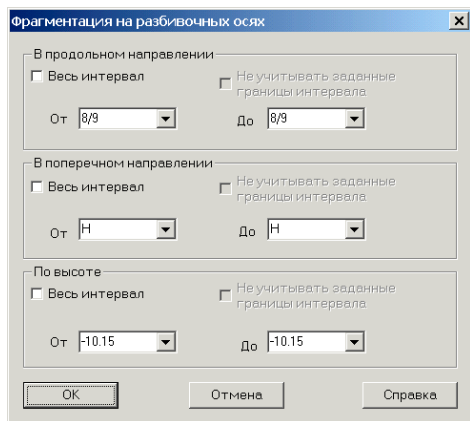 Фрагментация на разбивочных осях
В продольном направлении
Весь интервал
Не учитывать заданные
границы интервала
От 8/9 До 8/9
В поперечном направлении
Весь интервал
Не учитывать заданные
границы интервала
От Н До Н
По высоте
Весь интервал
Не учитывать заданные
границы интервала
От -10.15 До -10.15
OK Отмена Справка